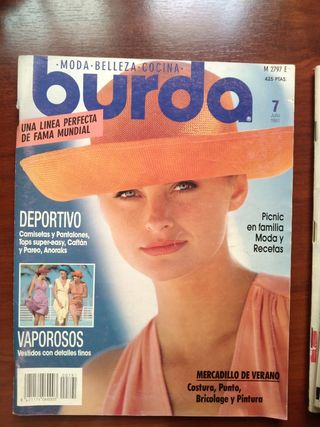 ·MODA·BELLEZA·COCINA·
M 2797 E
burda
425 PTAS.
7
Julio
UNA LINEA PERFECTA
DE FAMA MUNDIAL
DEPORTIVO
Camisetas y Pantalones,
Tops super-easy, Caftán
y Pareo, Anoraks
Picnic
en familia
Moda y
Recetas
VAPOROSOS
Vestidos con detalles finos
MERCADILLO DE VERANO
Costura, Punto,
Bricolage y Pintura